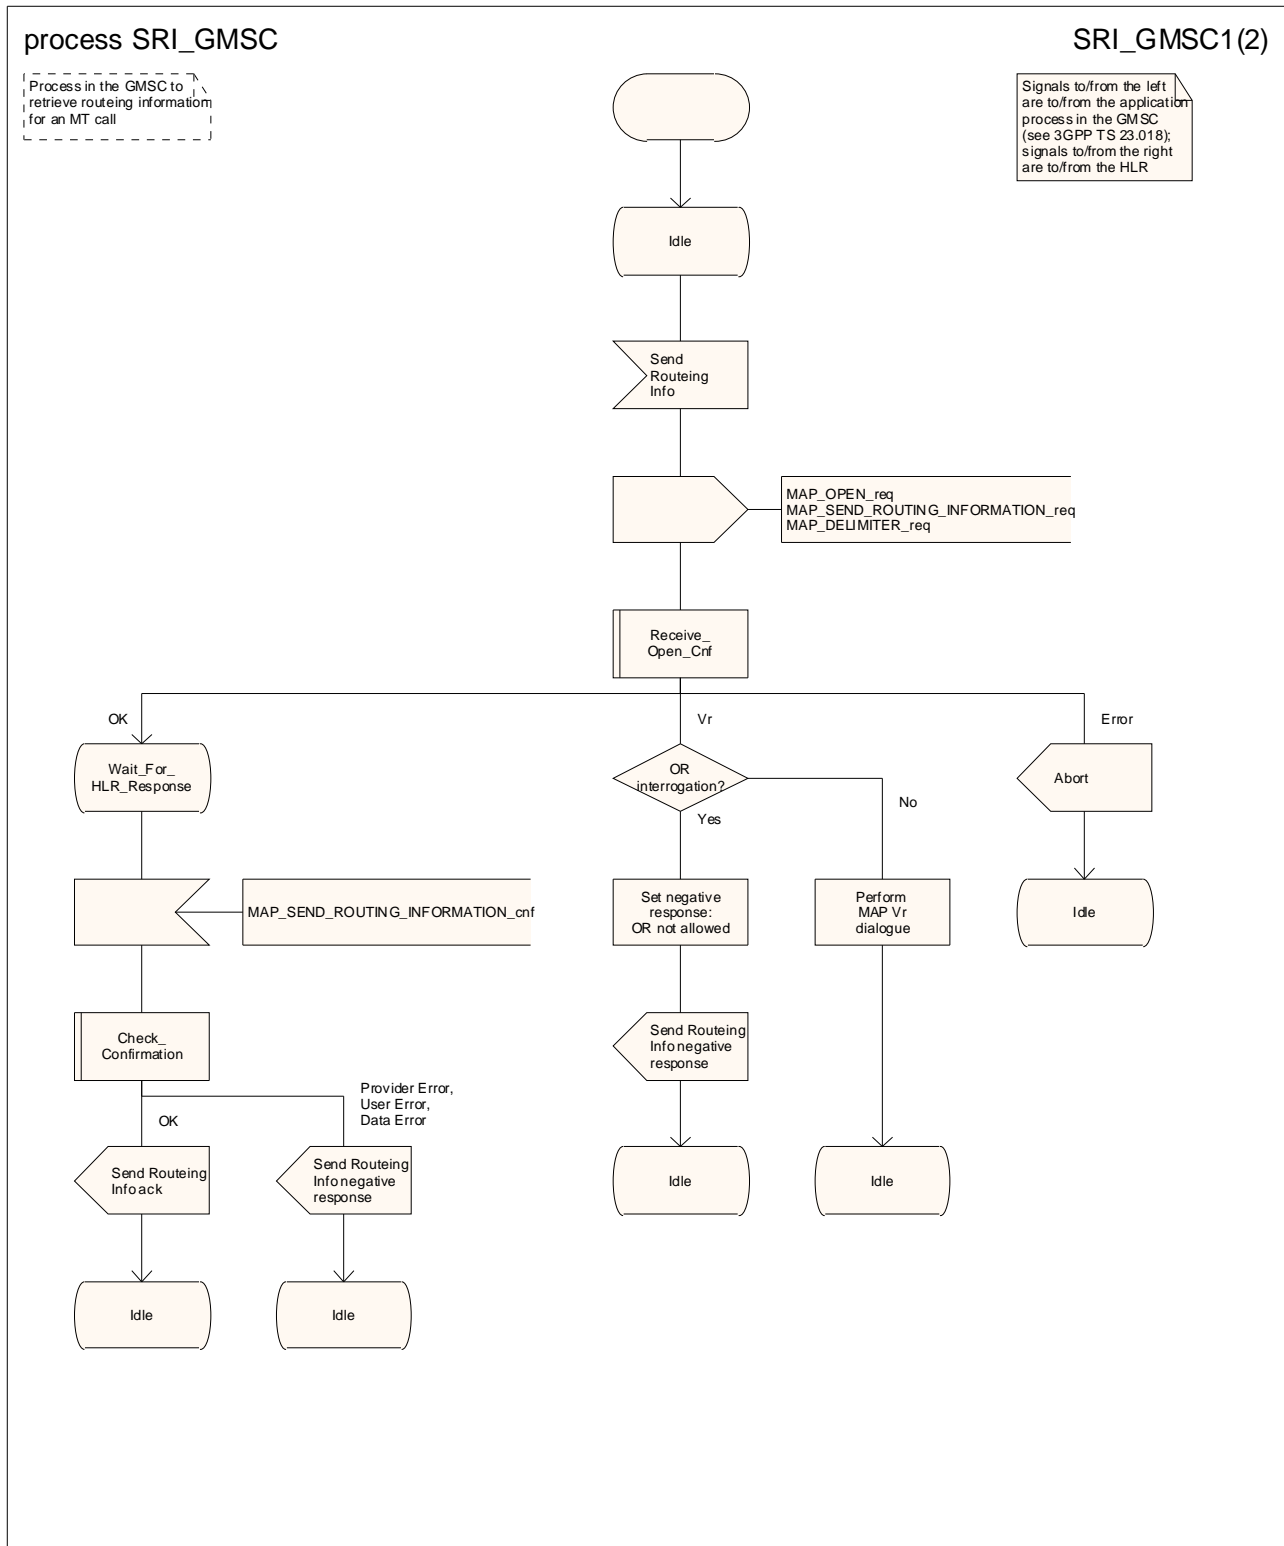 process SRI_GMSC
SRI_GMSC1(2)
Process in the GMSC to
retrieve routeing information
for an MT call
Signals to/from the left
are to/from the application
process in the GMSC
(see 3GPP TS 23.018);
signals to/from the right
are to/from the HLR
Idle
Send
Routeing
Info
MAP_OPEN_req
MAP_SEND_ROUTING_INFORMATION_req
MAP_DELIMITER_req
Receive_
Open_Cnf
OK
Vr
Error
Wait_For_
HLR_Response
OR
interrogation?
Abort
No
Yes
MAP_SEND_ROUTING_INFORMATION_cnf
Set negative
response:
OR not allowed
Perform
MAP Vr
dialogue
Idle
Check_
Confirmation
Send Routeing
Info negative
response
Provider Error,
User Error,
Data Error
OK
Send Routeing
Info ack
Send Routeing
Info negative
response
Idle
Idle
Idle
Idle